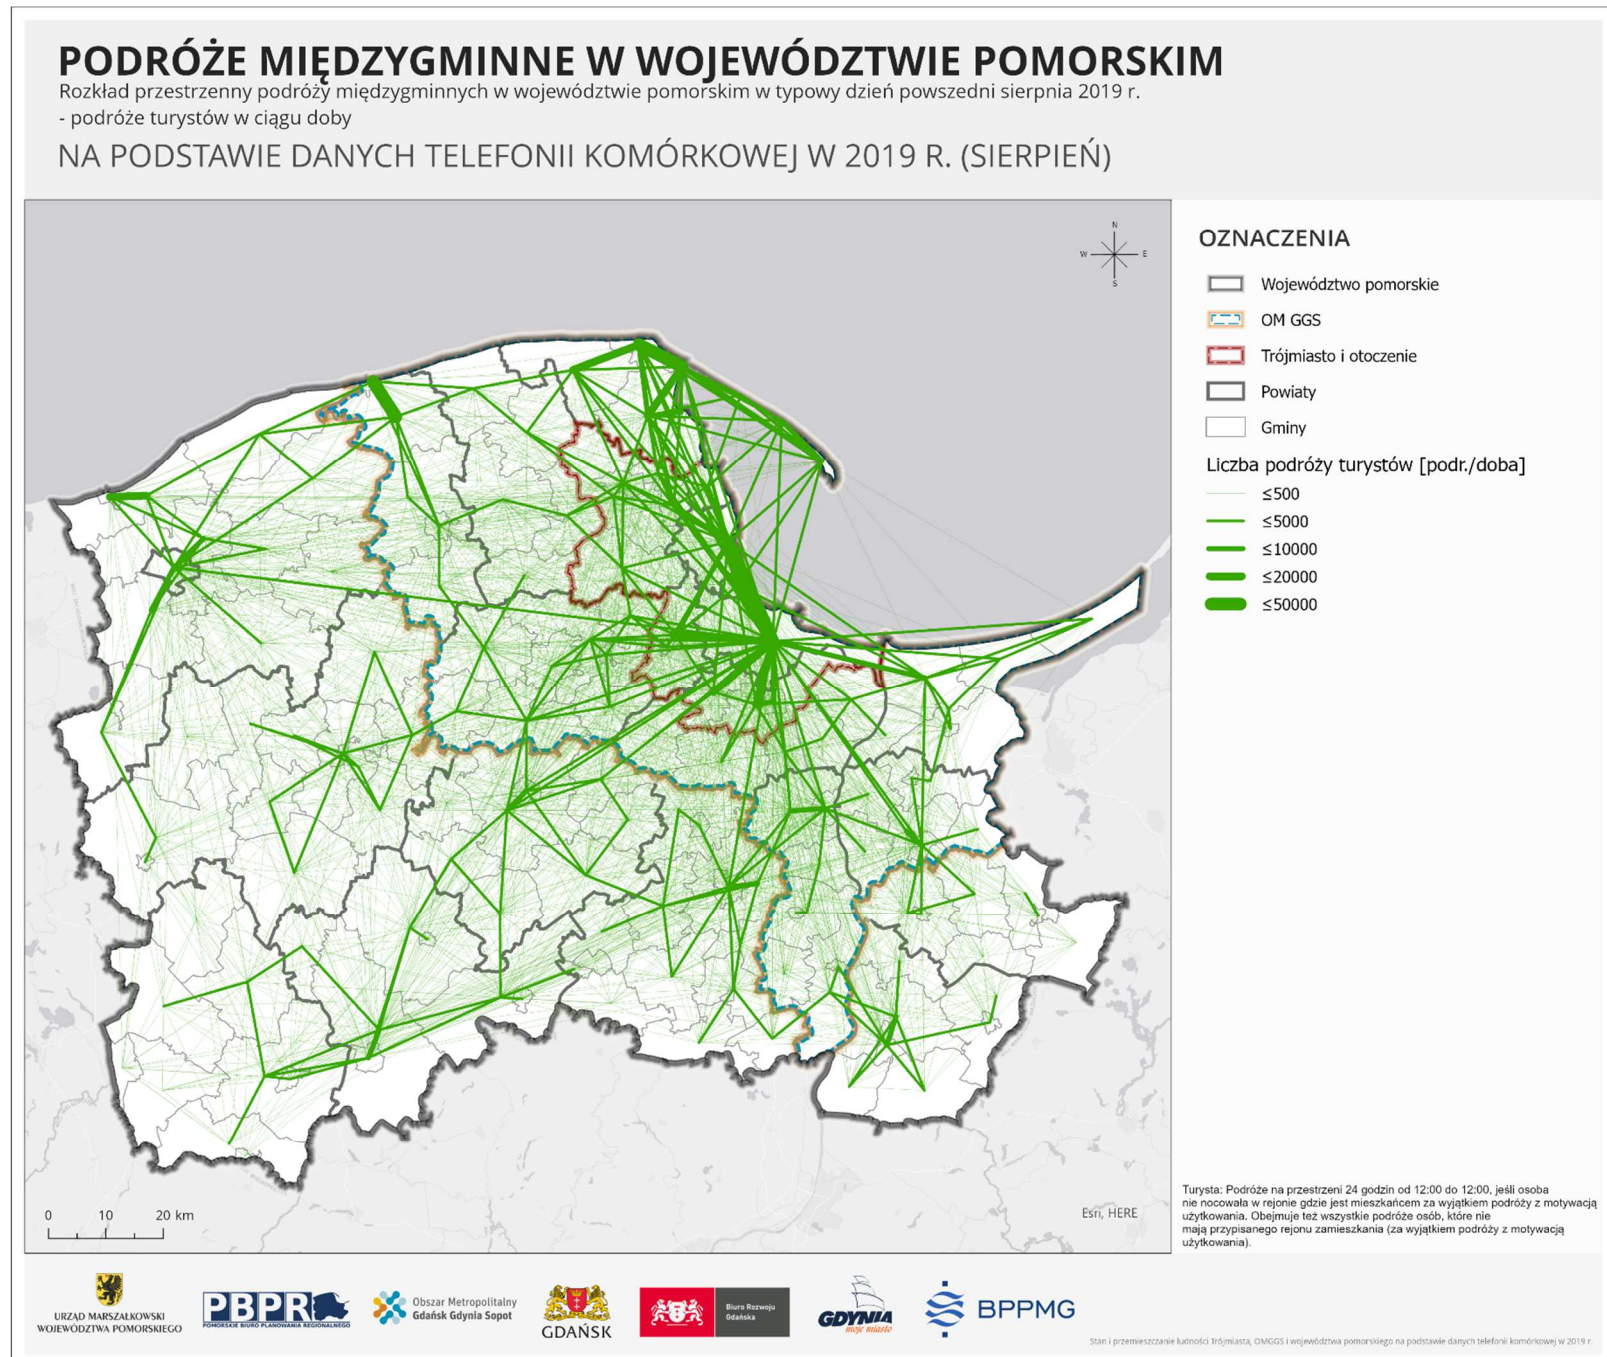 PODRÓŻE MIĘDZYGMINNE W WOJEWÓDZTWIE POMORSKIM
Rozkład przestrzenny podróży międzygminnych w województwie pomorskim w typowy dzień powszedni sierpnia 2019 r.
- podróże turystów w ciągu doby
NA PODSTAWIE DANYCH TELEFONII KOMÓRKOWEJ W 2019 R. (SIERPIEŃ)
N
W
E
S
OZNACZENIA
Województwo pomorskie
OM GGS
Trójmiasto i otoczenie
Powiaty
Gminy
Liczba podróży turystów [podr./doba]
≤500
≤5000
≤10000
≤20000
≤50000
0 10 20 km
Esri, HERE
Turysta: Podróże na przestrzeni 24 godzin od 12:00 do 12:00, jeśli osoba
nie nocowała w rejonie gdzie jest mieszkańcem za wyjątkiem podróży z motywacją
użytkowania. Obejmuje też wszystkie podróże osób, które nie
mają przypisanego rejonu zamieszkania (za wyjątkiem podróży z motywacją
użytkowania).
URZĄD MARSZAŁKOWSKI
WOJEWÓDZTWA POMORSKIEGO
PBPR
POMORSKIE BIURO PLANOWANIA REGIONALNEGO
Obszar Metropolitalny
Gdańsk Gdynia Sopot
GDAŃSK
Biuro Rozwoju
Gdańska
GDYNIA
moje miasto
BPPMG
Stan i przemieszczanie ludności Trójmiasta, OMGGS i województwa pomorskiego na podstawie danych telefonii komórkowej w 2019 r.